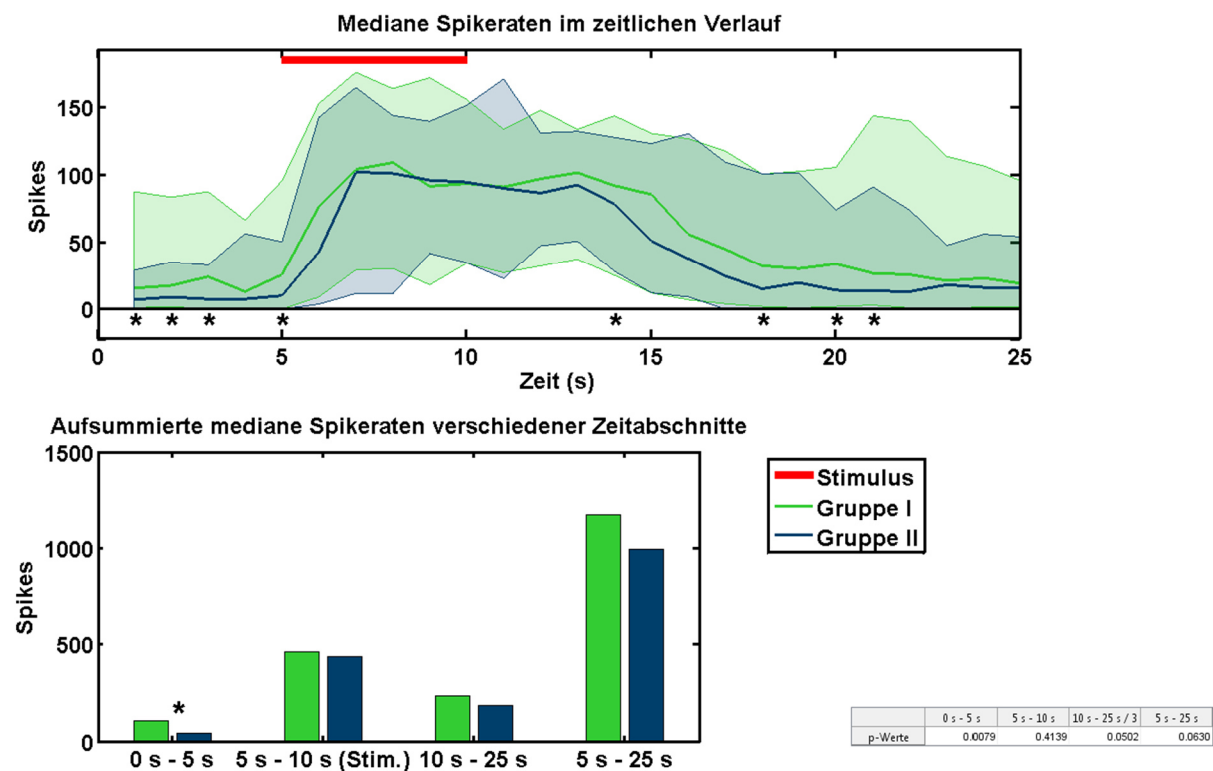 Mediane Spikeraten im zeitlichen Verlauf
Spikes
150
100
50
0
* * * * * * * *
0 5 10 15 20 25
Zeit (s)
Aufsummierte mediane Spikeraten verschiedener Zeitabschnitte
Spikes
1500
1000
500
0
*
0 s - 5 s 5 s - 10 s (Stim.) 10 s - 25 s 5 s - 25 s
Stimulus
Gruppe I
Gruppe II
0 s - 5 s 5 s - 10 s 10 s - 25 s / 3 5 s - 25 s
p-Werte 0.0079 0.4139 0.0502 0.0630